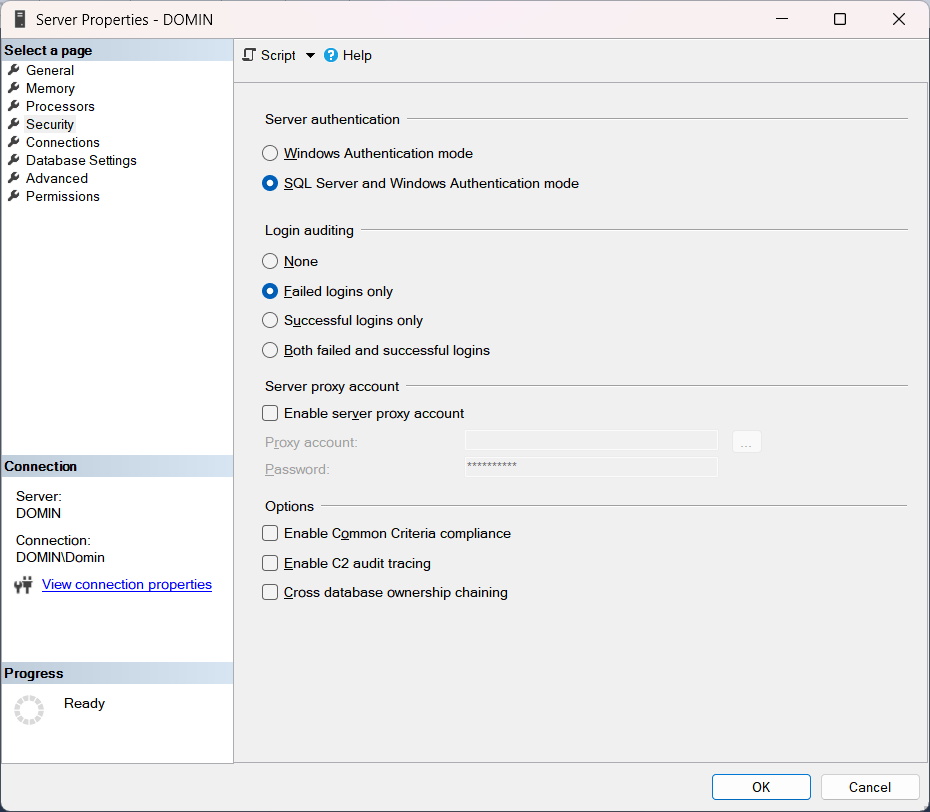 Server Properties - DOMIN
Select a page
General
Memory
Processors
Security
Connections
Database Settings
Advanced
Permissions
Connection
Server:
DOMIN
Connection:
DOMIN\Domin
View connection properties
Progress
Ready
Script
Help
Server authentication
Windows Authentication mode
SQL Server and Windows Authentication mode
Login auditing
None
Failed logins only
Successful logins only
Both failed and successful logins
Server proxy account
Enable server proxy account
Proxy account:
...
Password:
**********
Options
Enable Common Criteria compliance
Enable C2 audit tracing
Cross database ownership chaining
OK
Cancel